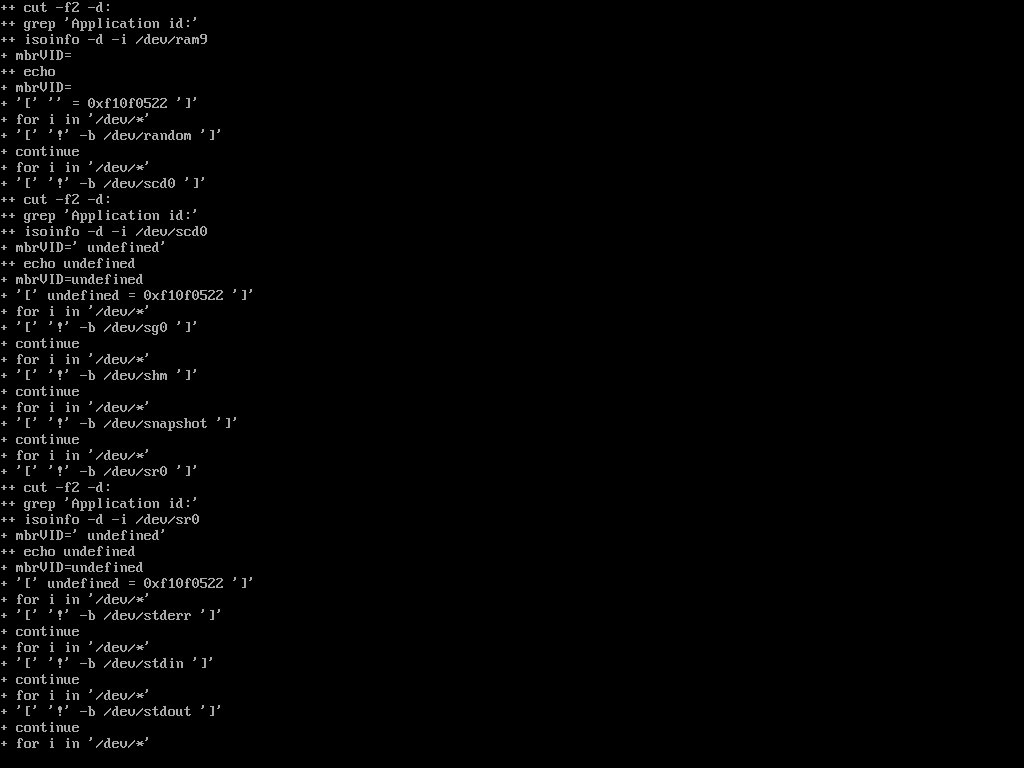 ++ cut -f2 -d:
++ grep 'Application id:'
++ isoinfo -d -i /dev/ram9
+ mbrVID=
++ echo
+ mbrVID=
+ '[' '' = 0xf10f0522 ']'
+ for i in '/dev/*'
+ '[' '!' -b /dev/random ']'
+ continue
+ for i in '/dev/*'
+ '[' '!' -b /dev/scd0 ']'
++ cut -f2 -d:
++ grep 'Application id:'
++ isoinfo -d -i /dev/scd0
+ mbrVID=' undefined'
++ echo undefined
+ mbrVID=undefined
+ '[' undefined = 0xf10f0522 ']'
+ for i in '/dev/*'
+ '[' '!' -b /dev/sg0 ']'
+ continue
+ for i in '/dev/*'
+ '[' '!' -b /dev/shm ']'
+ continue
+ for i in '/dev/*'
+ '[' '!' -b /dev/snapshot ']'
+ continue
+ for i in '/dev/*'
+ '[' '!' -b /dev/sr0 ']'
++ cut -f2 -d:
++ grep 'Application id:'
++ isoinfo -d -i /dev/sr0
+ mbrVID=' undefined'
++ echo undefined
+ mbrVID=undefined
+ '[' undefined = 0xf10f0522 ']'
+ for i in '/dev/*'
+ '[' '!' -b /dev/stderr ']'
+ continue
+ for i in '/dev/*'
+ '[' '!' -b /dev/stdin ']'
+ continue
+ for i in '/dev/*'
+ '[' '!' -b /dev/stdout ']'
+ continue
+ for i in '/dev/*'